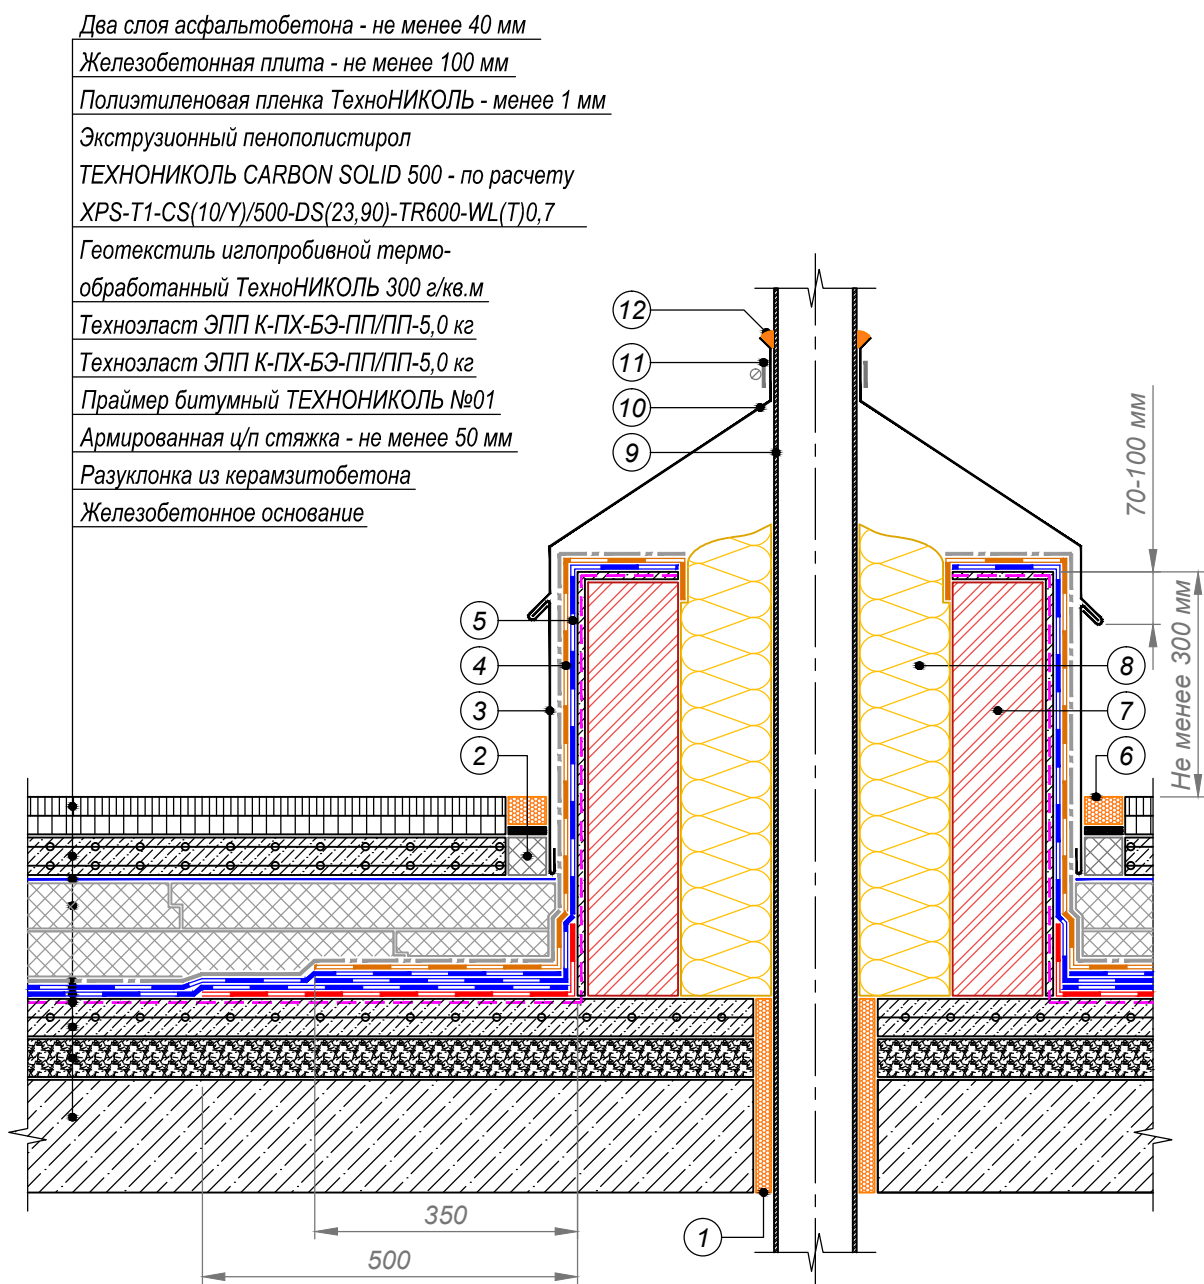 Два слоя асфальтобетона - не менее 40 мм
Железобетонная плита - не менее 100 мм
Полиэтиленовая пленка ТехноНИКОЛЬ - менее 1 мм
Экструзионный пенополистирол
ТЕХНОНИКОЛЬ CARBON SOLID 500 - по расчету
XPS-T1-CS(10/Y)/500-DS(23,90)-TR600-WL(T)0,7
Геотекстиль иглопробивной термо-
обработанный ТехноНИКОЛЬ 300 г/кв.м
Техноэласт ЭПП К-ПХ-БЭ-ПП/ПП-5,0 кг
Техноэласт ЭПП К-ПХ-БЭ-ПП/ПП-5,0 кг
Праймер битумный ТЕХНОНИКОЛЬ №01
Армированная ц/п стяжка - не менее 50 мм
Разуклонка из керамзитобетона
Железобетонное основание
12
11
10
9
5
4
3
2
8
7
6
70-100 мм
Не менее 300 мм
1
350
500